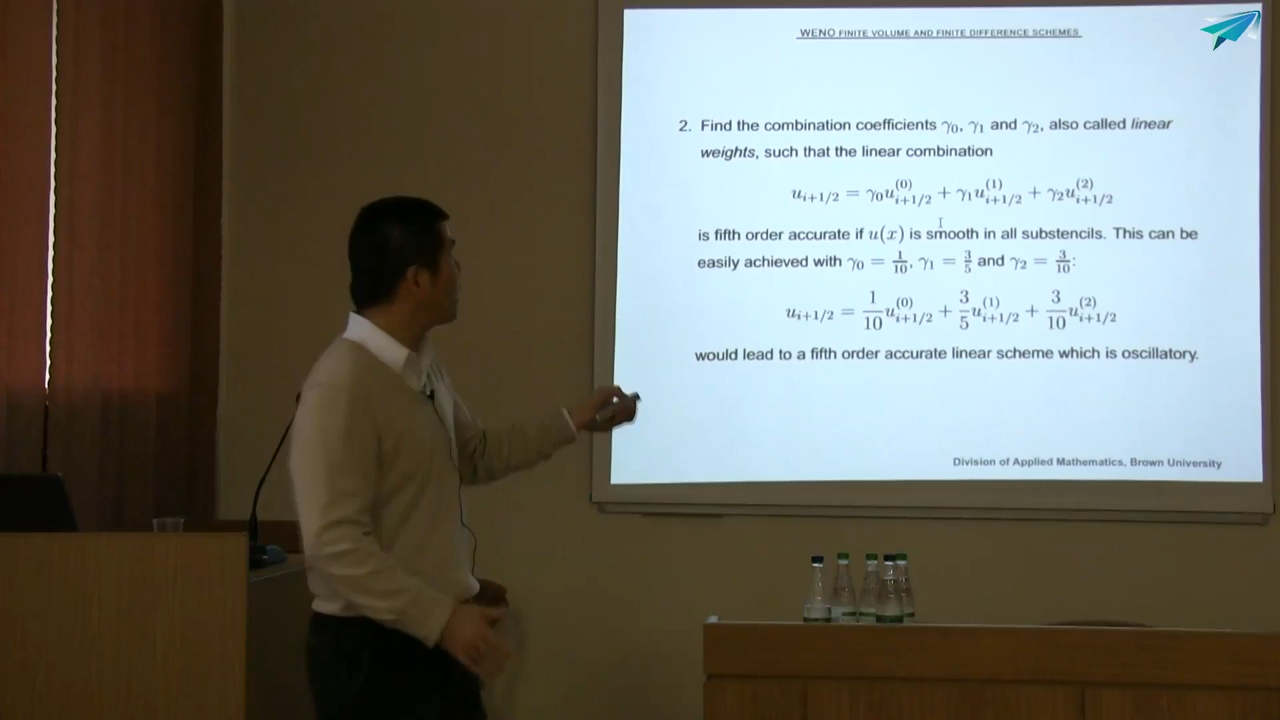 WENO FINITE VOLUME AND FINITE DIFFERENCE SCHEMES
2. Find the combination coefficients γ₀, γ₁ and γ₂, also called linear
weights, such that the linear combination
u_{i+1/2} = γ₀u^{(0)}_{i+1/2} + γ₁u^{(1)}_{i+1/2} + γ₂u^{(2)}_{i+1/2}
is fifth order accurate if u(x) is smooth in all substencils. This can be
easily achieved with γ₀ = 1/10, γ₁ = 3/5 and γ₂ = 3/10:
u_{i+1/2} = 1/10 u^{(0)}_{i+1/2} + 3/5 u^{(1)}_{i+1/2} + 3/10 u^{(2)}_{i+1/2}
would lead to a fifth order accurate linear scheme which is oscillatory.
Division of Applied Mathematics, Brown University